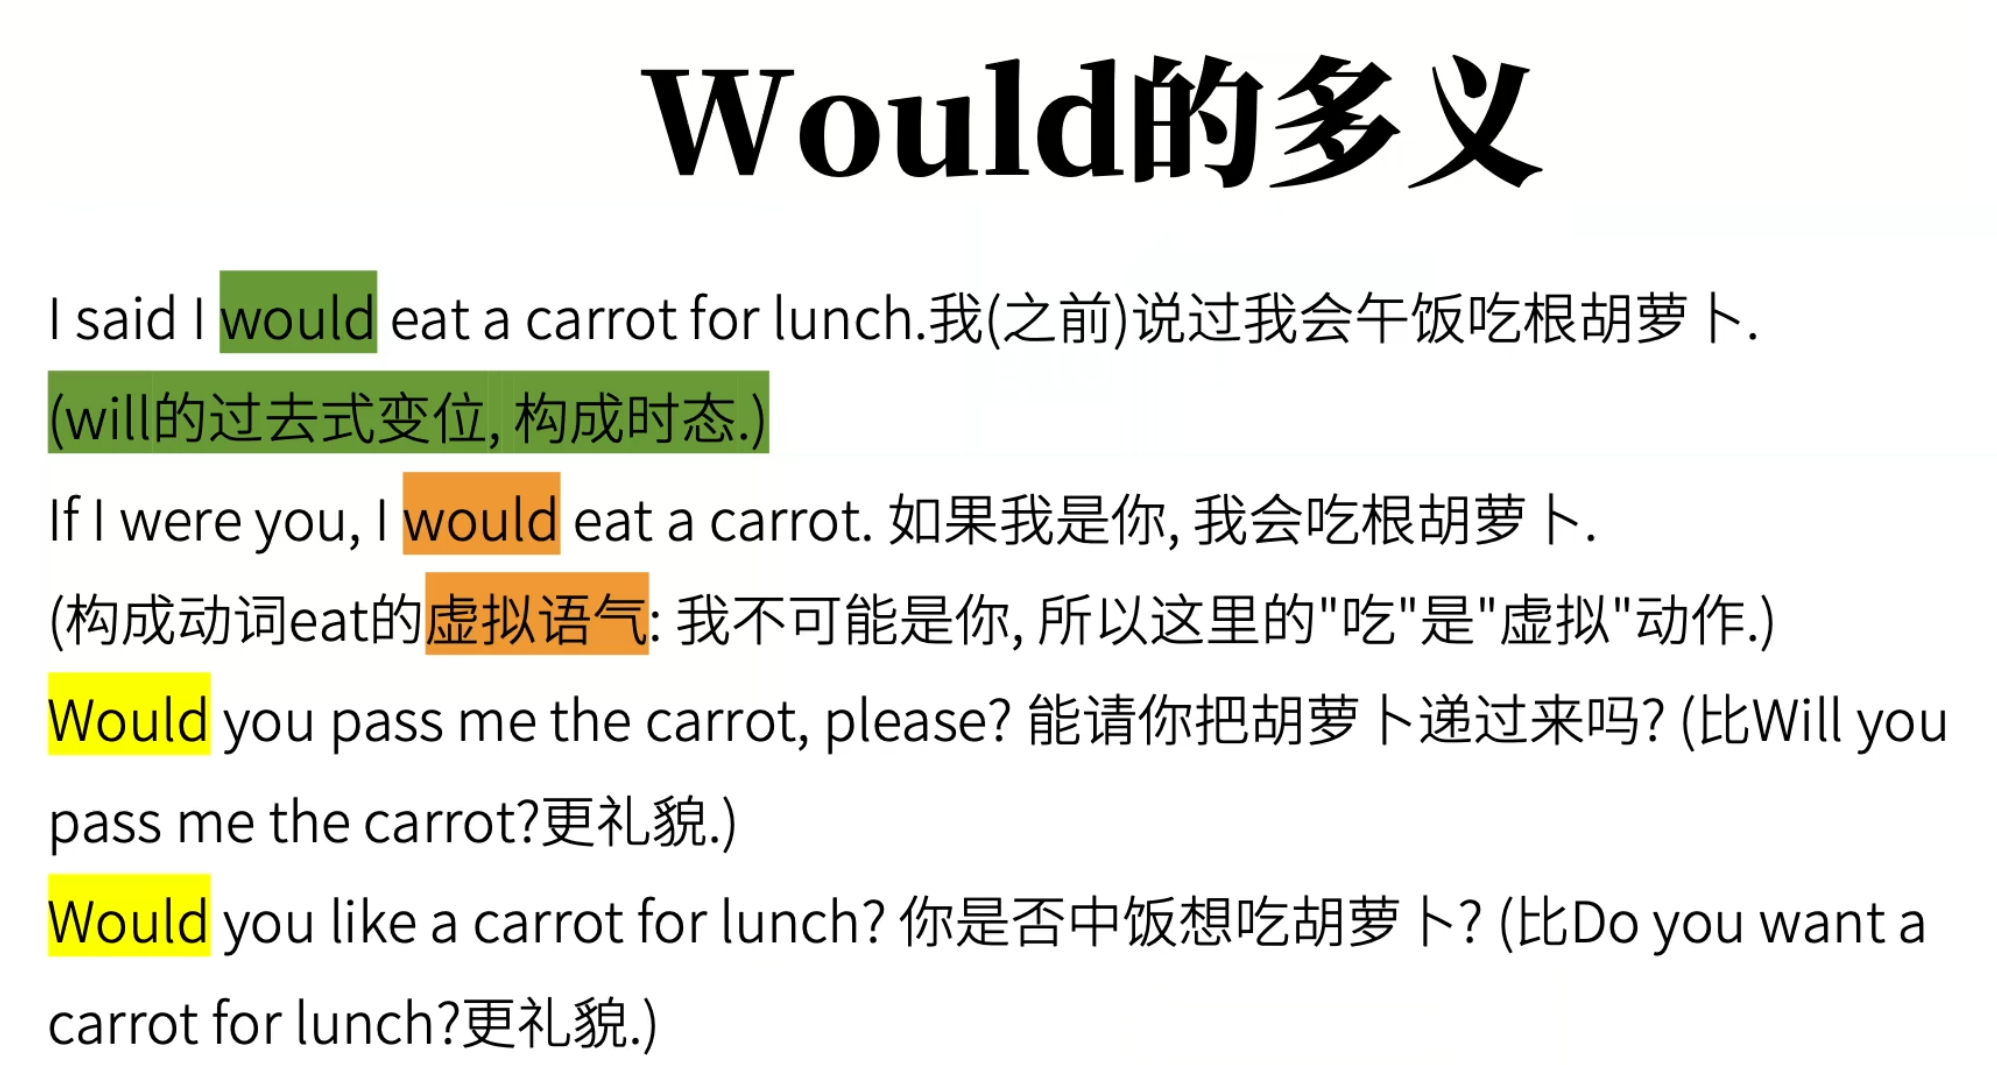 Would的多义
I said I would eat a carrot for lunch.我(之前)说过我会午饭吃根胡萝卜.
(will的过去式变位, 构成时态.)
If I were you, I would eat a carrot. 如果我是你, 我会吃根胡萝卜.
(构成动词eat的虚拟语气: 我不可能是你, 所以这里的"吃"是"虚拟"动作.)
Would you pass me the carrot, please? 能请你把胡萝卜递过来吗? (比Will you
pass me the carrot?更礼貌.)
Would you like a carrot for lunch? 你是否中饭想吃胡萝卜? (比Do you want a
carrot for lunch?更礼貌.)